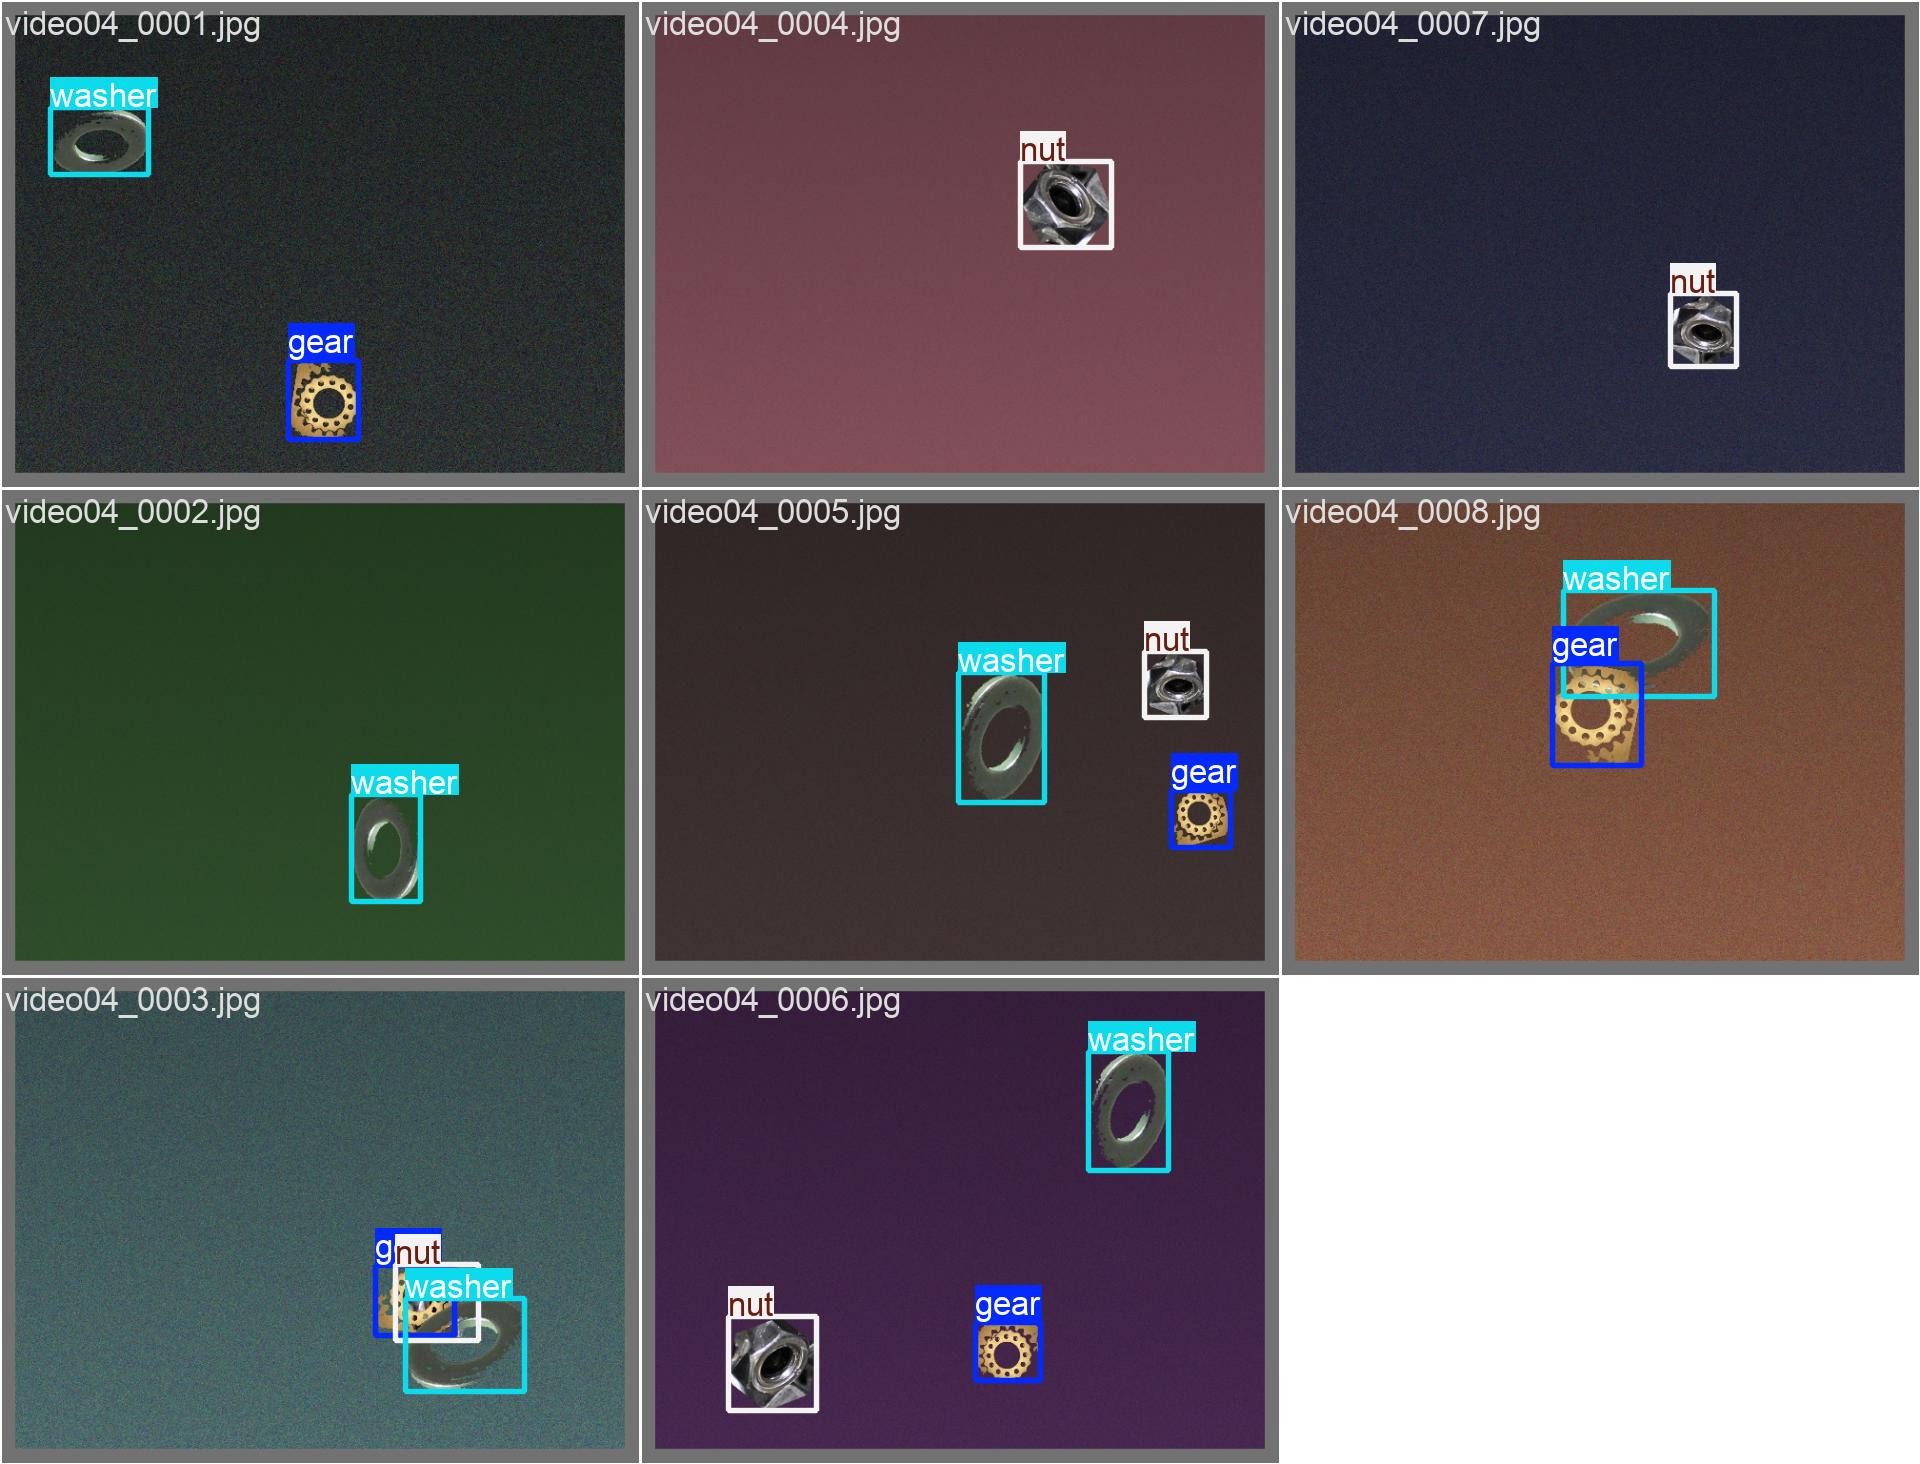 video04_0001.jpg
washer
gear
video04_0004.jpg
nut
video04_0007.jpg
nut
video04_0002.jpg
washer
video04_0005.jpg
washer
nut
gear
video04_0008.jpg
washer
gear
video04_0003.jpg
g
nut
washer
video04_0006.jpg
washer
nut
gear